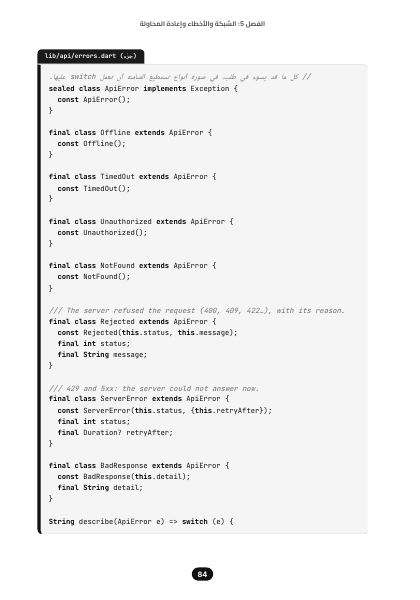 الفصل 5: الشبكة والأخطاء وإعادة المحاولة
lib/api/errors.dart (جزء)
// كل ما قد يسوء في طلب، في صورة أنواع تستطيع الشاشة أن تعمل switch عليها.
sealed class ApiError implements Exception {
  const ApiError();
}

final class Offline extends ApiError {
  const Offline();
}

final class TimedOut extends ApiError {
  const TimedOut();
}

final class Unauthorized extends ApiError {
  const Unauthorized();
}

final class NotFound extends ApiError {
  const NotFound();
}

/// The server refused the request (400, 409, 422…), with its reason.
final class Rejected extends ApiError {
  const Rejected(this.status, this.message);
  final int status;
  final String message;
}

/// 429 and 5xx: the server could not answer now.
final class ServerError extends ApiError {
  const ServerError(this.status, {this.retryAfter});
  final int status;
  final Duration? retryAfter;
}

final class BadResponse extends ApiError {
  const BadResponse(this.detail);
  final String detail;
}

String describe(ApiError e) => switch (e) {
84